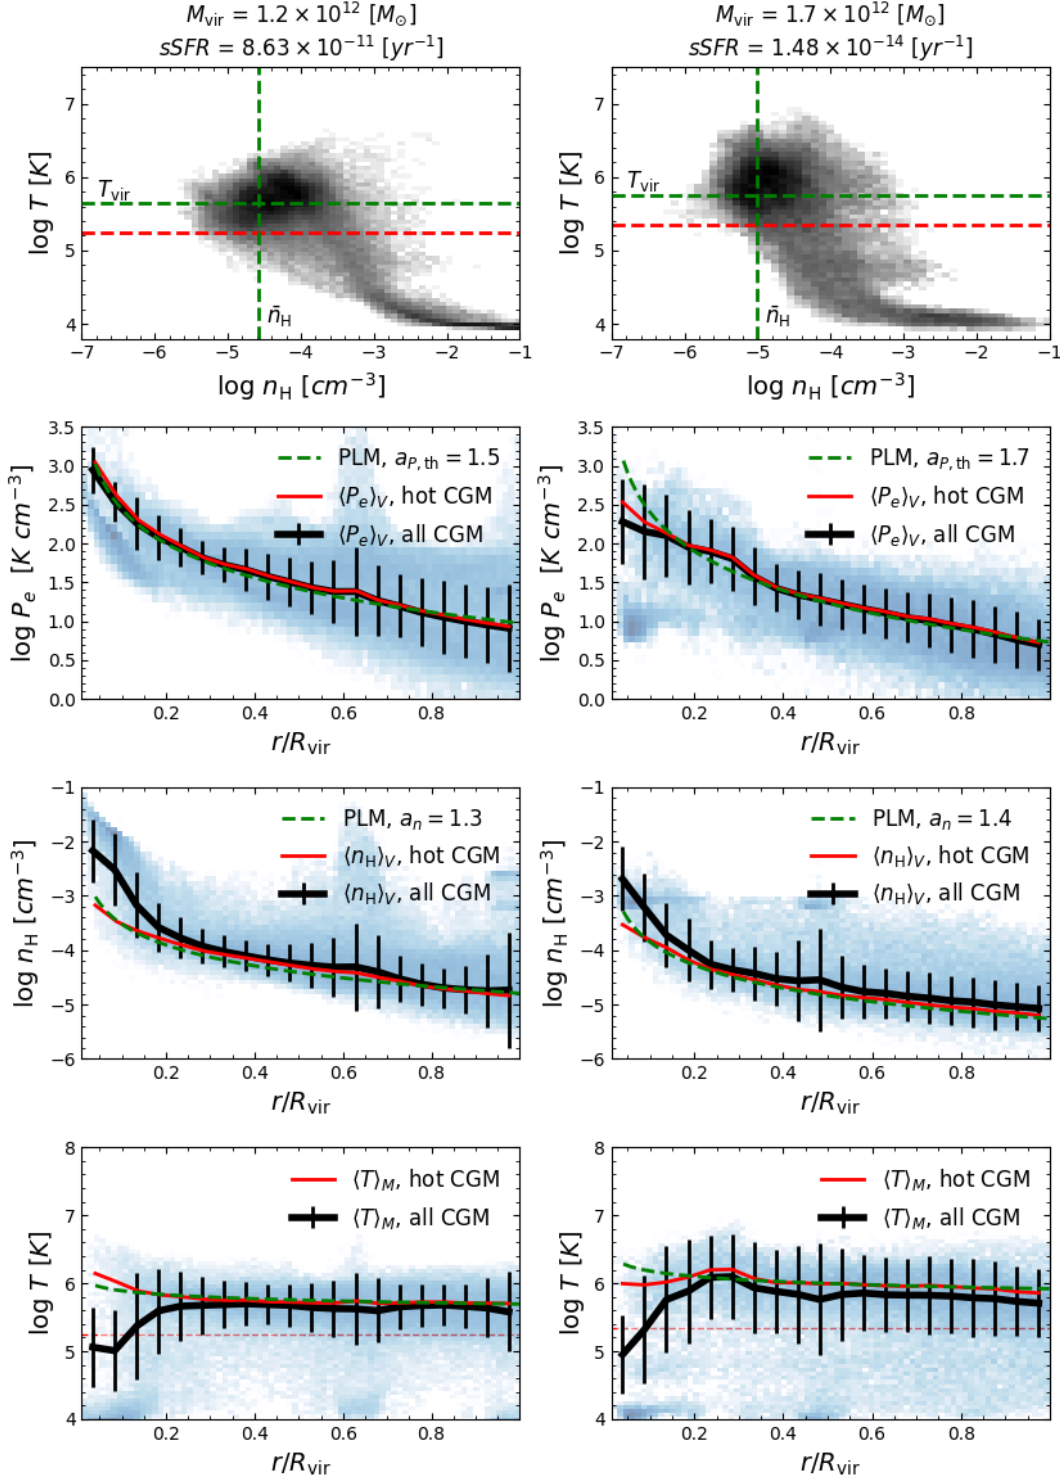 M_vir = 1.2 × 10^12 [M_⊙]
sSFR = 8.63 × 10^−11 [yr^−1]
M_vir = 1.7 × 10^12 [M_⊙]
sSFR = 1.48 × 10^−14 [yr^−1]
log T [K]
7
6
5
4
T_vir
n̄_H
−7 −6 −5 −4 −3 −2 −1
log n_H [cm^−3]
log T [K]
7
6
5
4
T_vir
n̄_H
−7 −6 −5 −4 −3 −2 −1
log n_H [cm^−3]
log P_e [K cm^−3]
3.5
3.0
2.5
2.0
1.5
1.0
0.5
0.0
PLM, a_P,th = 1.5
⟨P_e⟩_V, hot CGM
⟨P_e⟩_V, all CGM
0.2 0.4 0.6 0.8
r/R_vir
log P_e [K cm^−3]
3.5
3.0
2.5
2.0
1.5
1.0
0.5
0.0
PLM, a_P,th = 1.7
⟨P_e⟩_V, hot CGM
⟨P_e⟩_V, all CGM
0.2 0.4 0.6 0.8
r/R_vir
log n_H [cm^−3]
−1
−2
−3
−4
−5
−6
PLM, a_n = 1.3
⟨n_H⟩_V, hot CGM
⟨n_H⟩_V, all CGM
0.2 0.4 0.6 0.8
r/R_vir
log n_H [cm^−3]
−1
−2
−3
−4
−5
−6
PLM, a_n = 1.4
⟨n_H⟩_V, hot CGM
⟨n_H⟩_V, all CGM
0.2 0.4 0.6 0.8
r/R_vir
log T [K]
8
7
6
5
4
⟨T⟩_M, hot CGM
⟨T⟩_M, all CGM
0.2 0.4 0.6 0.8
r/R_vir
log T [K]
8
7
6
5
4
⟨T⟩_M, hot CGM
⟨T⟩_M, all CGM
0.2 0.4 0.6 0.8
r/R_vir